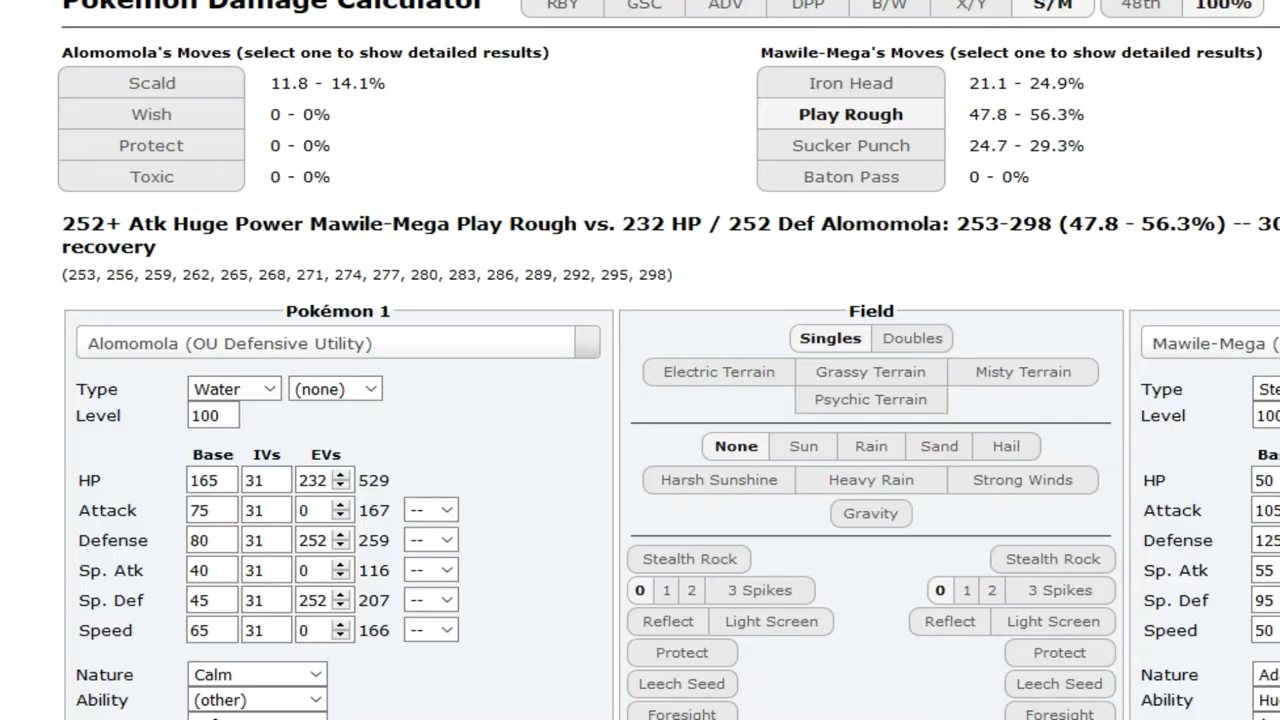 Pokémon Damage Calculator RBY GSC ADV DPP B/W X/Y S/M 48th 100%
Alomomola's Moves (select one to show detailed results) Mawile-Mega's Moves (select one to show detailed results)
Scald 11.8 - 14.1% Iron Head 21.1 - 24.9%
Wish 0 - 0% Play Rough 47.8 - 56.3%
Protect 0 - 0% Sucker Punch 24.7 - 29.3%
Toxic 0 - 0% Baton Pass 0 - 0%
252+ Atk Huge Power Mawile-Mega Play Rough vs. 232 HP / 252 Def Alomomola: 253-298 (47.8 - 56.3%) -- 30
recovery
(253, 256, 259, 262, 265, 268, 271, 274, 277, 280, 283, 286, 289, 292, 295, 298)
Pokémon 1
Alomomola (OU Defensive Utility)
Type Water (none)
Level 100
Base IVs EVs
HP 165 31 232 529
Attack 75 31 0 167 --
Defense 80 31 252 259 --
Sp. Atk 40 31 0 116 --
Sp. Def 45 31 252 207 --
Speed 65 31 0 166 --
Nature Calm
Ability (other)
Field
Singles Doubles
Electric Terrain Grassy Terrain Misty Terrain
Psychic Terrain
None Sun Rain Sand Hail
Harsh Sunshine Heavy Rain Strong Winds
Gravity
Stealth Rock Stealth Rock
0 1 2 3 Spikes 0 1 2 3 Spikes
Reflect Light Screen Reflect Light Screen
Protect Protect
Leech Seed Leech Seed
Foresight Foresight
Mawile-Mega (
Type Ste
Level 100
Ba
HP 50
Attack 105
Defense 125
Sp. Atk 55
Sp. Def 95
Speed 50
Nature Ad
Ability Hu